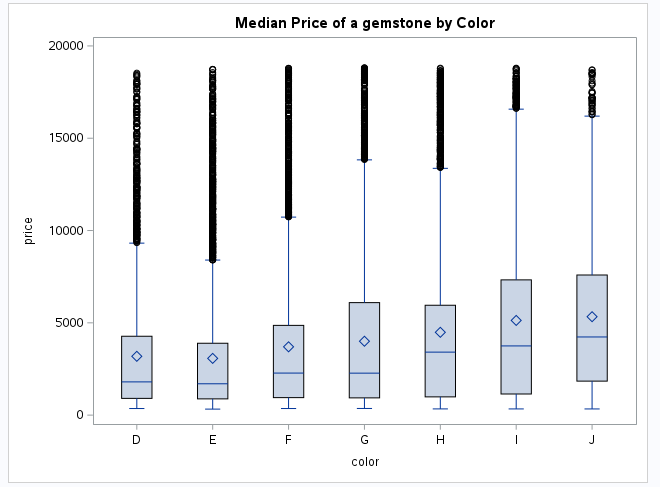 Median Price of a gemstone by Color
20000
15000
10000
5000
0
price
D E F G H I J
color